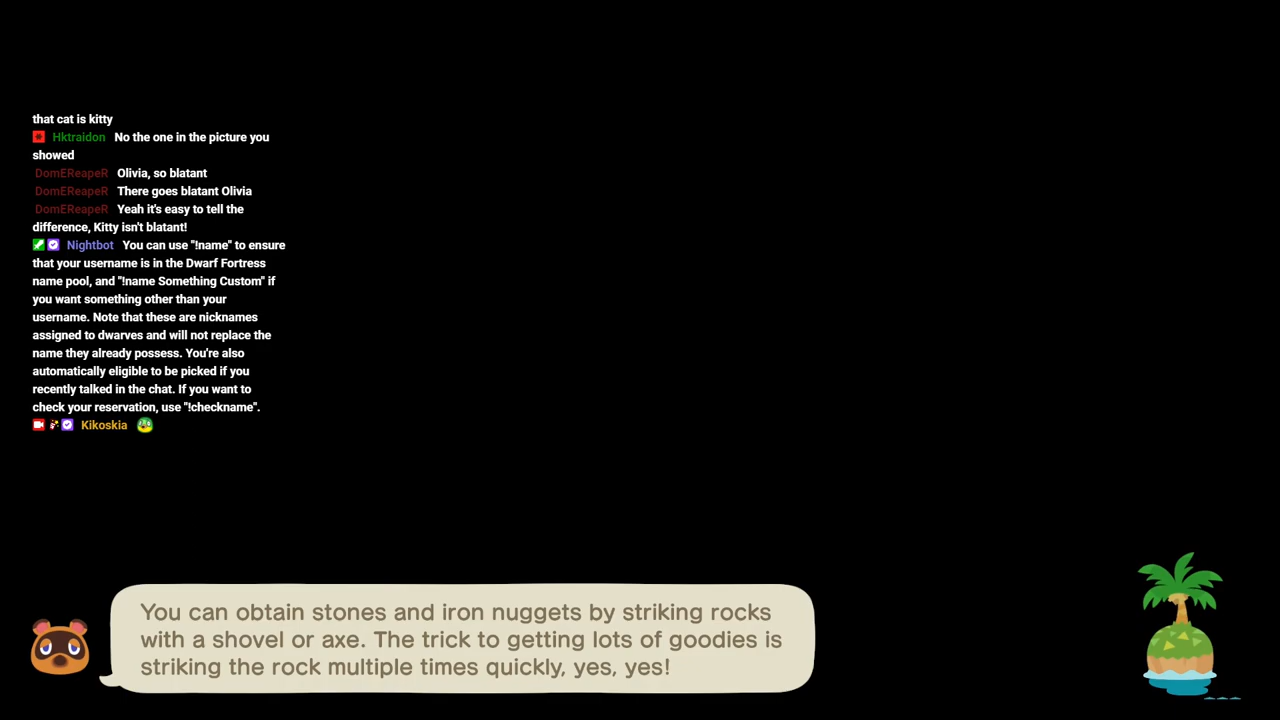 that cat is kitty
Hktraidon No the one in the picture you
showed
DomEReapeR Olivia, so blatant
DomEReapeR There goes blatant Olivia
DomEReapeR Yeah it's easy to tell the
difference, Kitty isn't blatant!
Nightbot You can use "!name" to ensure
that your username is in the Dwarf Fortress
name pool, and "!name Something Custom" if
you want something other than your
username. Note that these are nicknames
assigned to dwarves and will not replace the
name they already possess. You're also
automatically eligible to be picked if you
recently talked in the chat. If you want to
check your reservation, use "!checkname".
Kikoskia
You can obtain stones and iron nuggets by striking rocks
with a shovel or axe. The trick to getting lots of goodies is
striking the rock multiple times quickly, yes, yes!